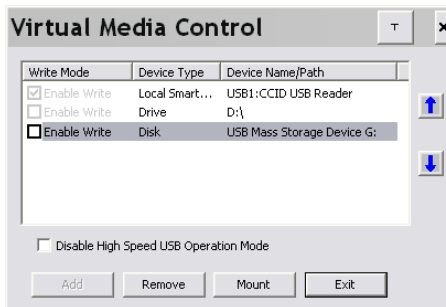 Virtual Media Control
T
x
Write Mode Device Type Device Name/Path
Enable Write Local Smart... USB1:CCID USB Reader
Enable Write Drive D:\
Enable Write Disk USB Mass Storage Device G:
Disable High Speed USB Operation Mode
Add Remove Mount Exit